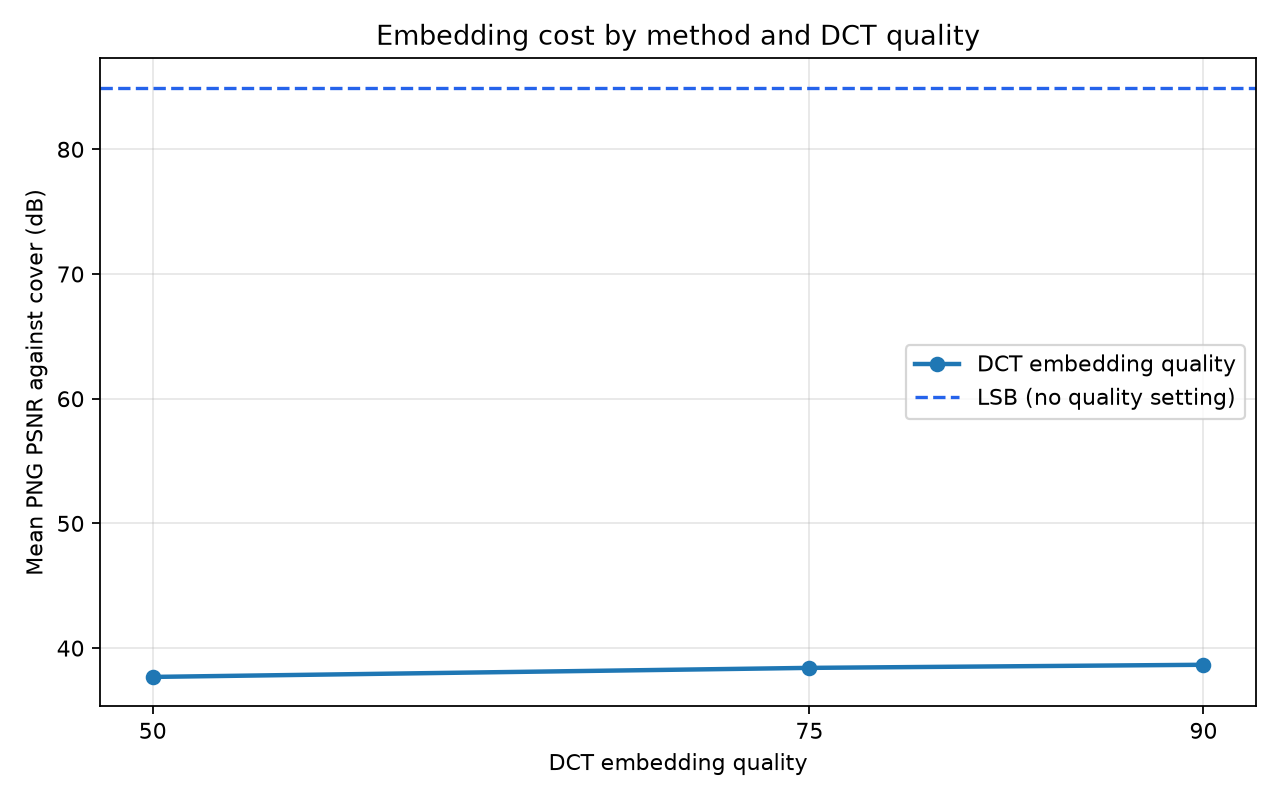 Embedding cost by method and DCT quality
Mean PNG PSNR against cover (dB)
80
70
60
50
40
DCT embedding quality
LSB (no quality setting)
50
75
90
DCT embedding quality